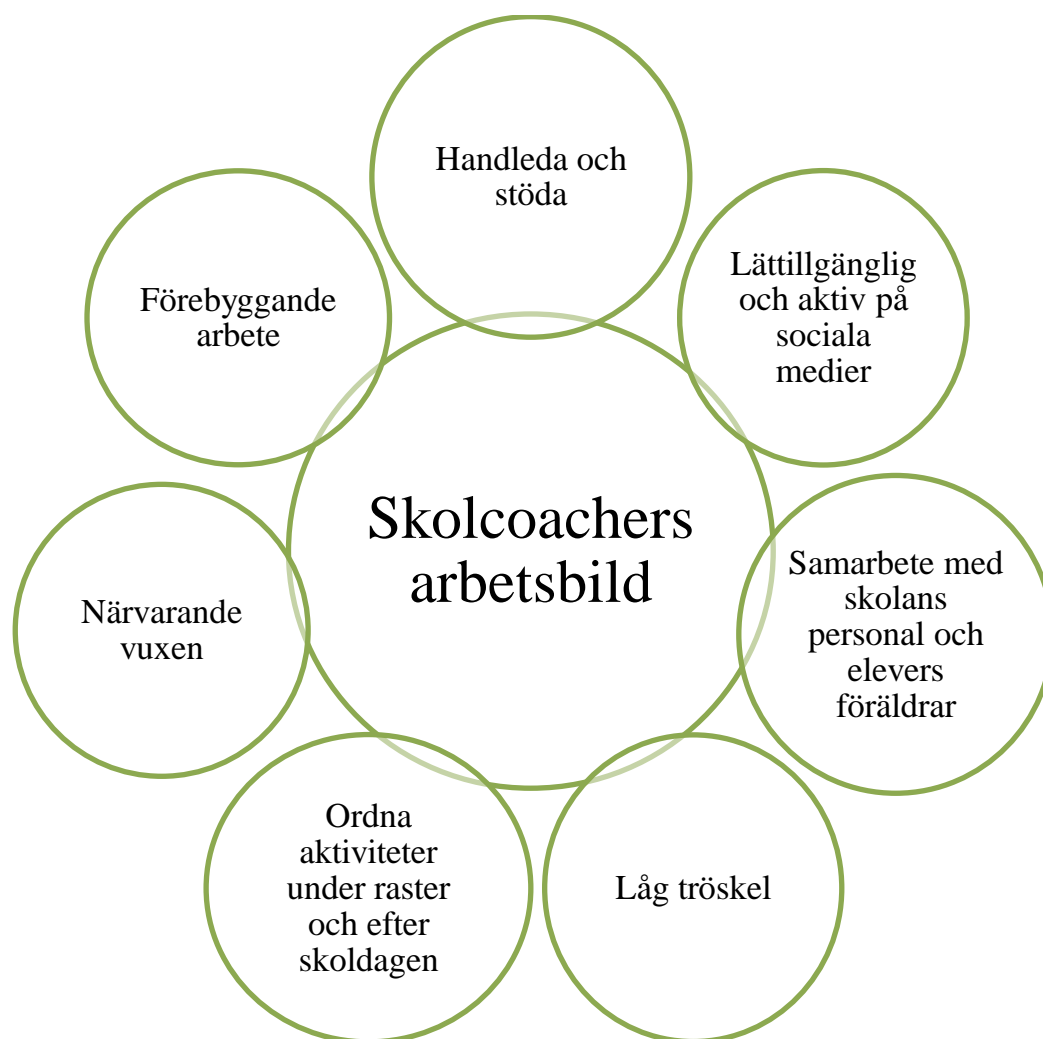 Handleda och
stöda
Lättillgänglig
och aktiv på
sociala
medier
Samarbete med
skolans
personal och
elevers
föräldrar
Låg tröskel
Ordna
aktiviteter
under raster
och efter
skoldagen
Närvarande
vuxen
Förebyggande
arbete
Skolcoachers
arbetsbild